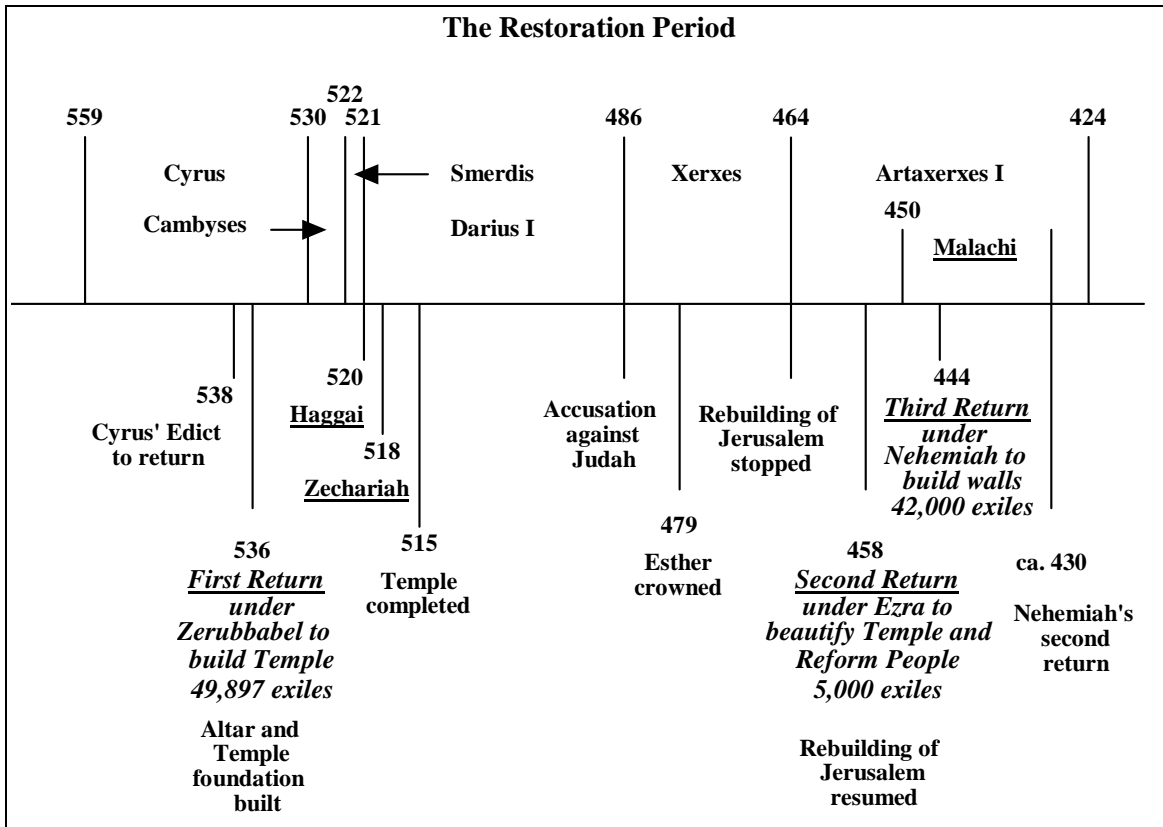 The Restoration Period
522
559
530
521
486
464
424
Cyrus
Smerdis
Xerxes
Artaxerxes I
Cambyses
Darius I
450
Malachi
538
Cyrus' Edict
to return
520
Haggai
518
Zechariah
536
First Return
under
Zerubbabel to
build Temple
49,897 exiles
Altar and
Temple
foundation
built
515
Temple
completed
Accusation
against
Judah
479
Esther
crowned
Rebuilding of
Jerusalem
stopped
458
Second Return
under Ezra to
beautify Temple and
Reform People
5,000 exiles
Rebuilding of
Jerusalem
resumed
444
Third Return
under
Nehemiah to
build walls
42,000 exiles
ca. 430
Nehemiah's
second
return